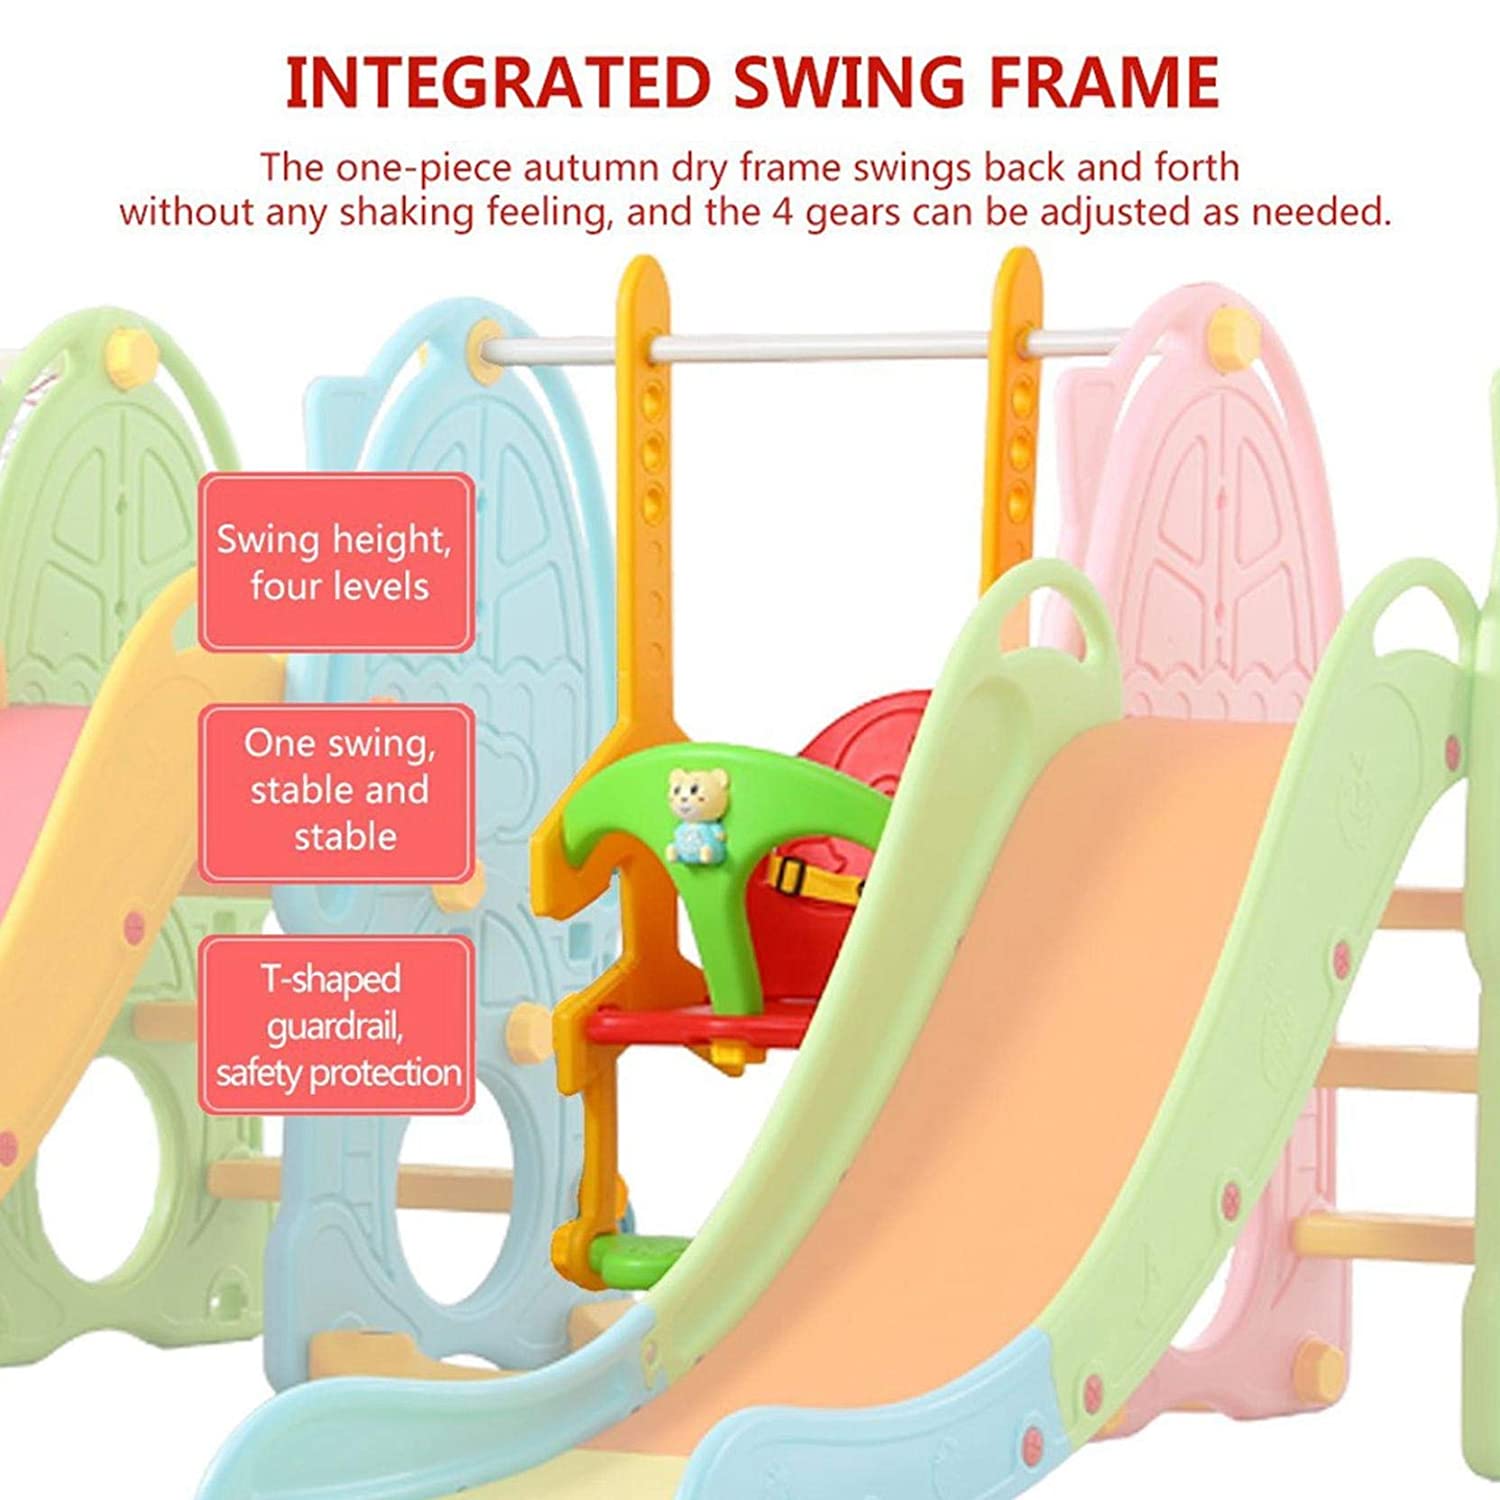 INTEGRATED SWING FRAME
The one-piece autumn dry frame swings back and forth
without any shaking feeling, and the 4 gears can be adjusted as needed.
Swing height,
four levels
One swing,
stable and
stable
T-shaped
guardrail,
safety protection